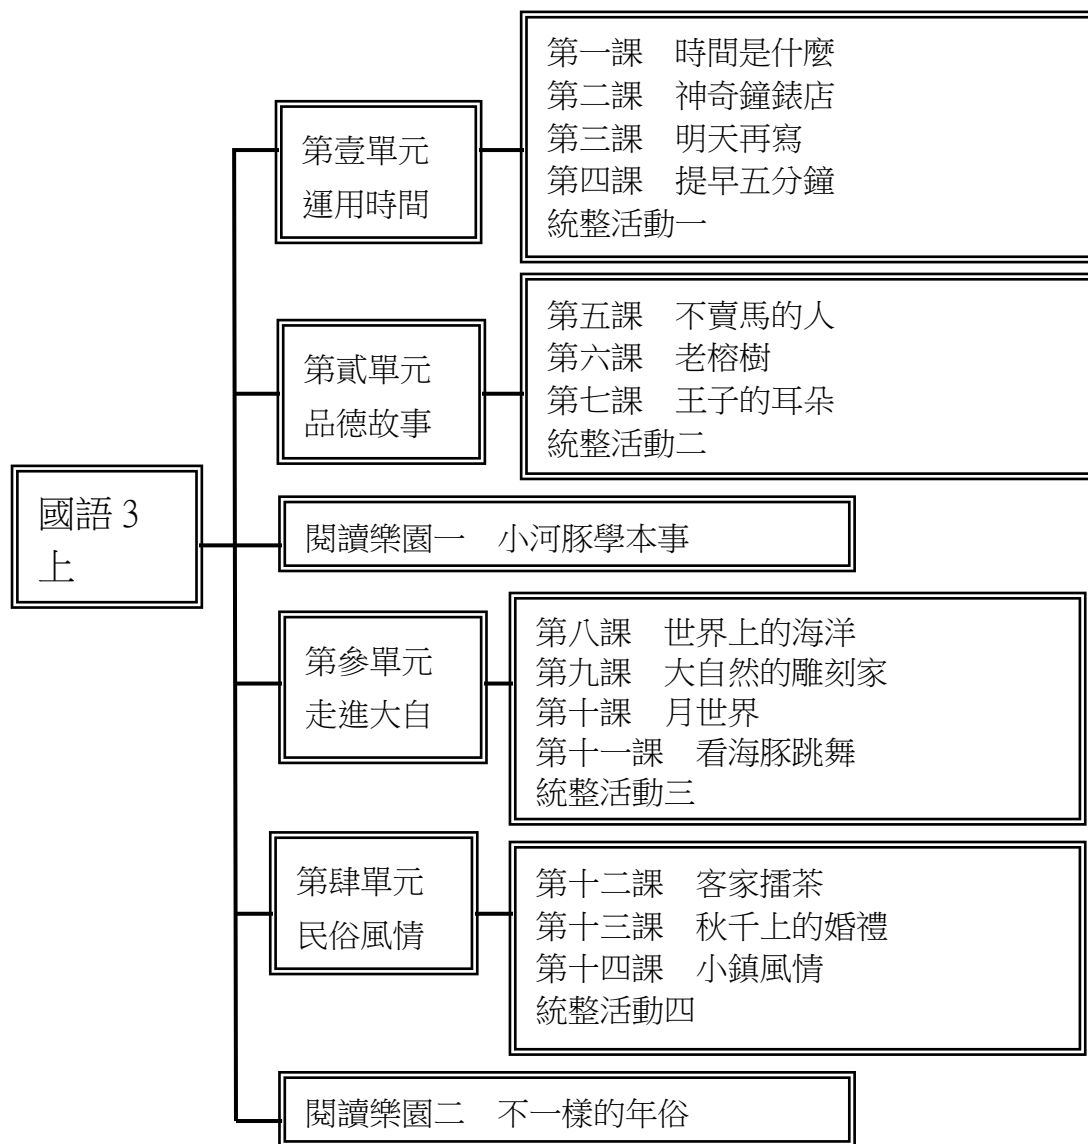 國語 3
上
第壹單元
運用時間
第一課　時間是什麼
第二課　神奇鐘錶店
第三課　明天再寫
第四課　提早五分鐘
統整活動一
第貳單元
品德故事
第五課　不賣馬的人
第六課　老榕樹
第七課　王子的耳朵
統整活動二
閱讀樂園一　小河豚學本事
第參單元
走進大自
第八課　世界上的海洋
第九課　大自然的雕刻家
第十課　月世界
第十一課　看海豚跳舞
統整活動三
第肆單元
民俗風情
第十二課　客家擂茶
第十三課　秋千上的婚禮
第十四課　小鎮風情
統整活動四
閱讀樂園二　不一樣的年俗